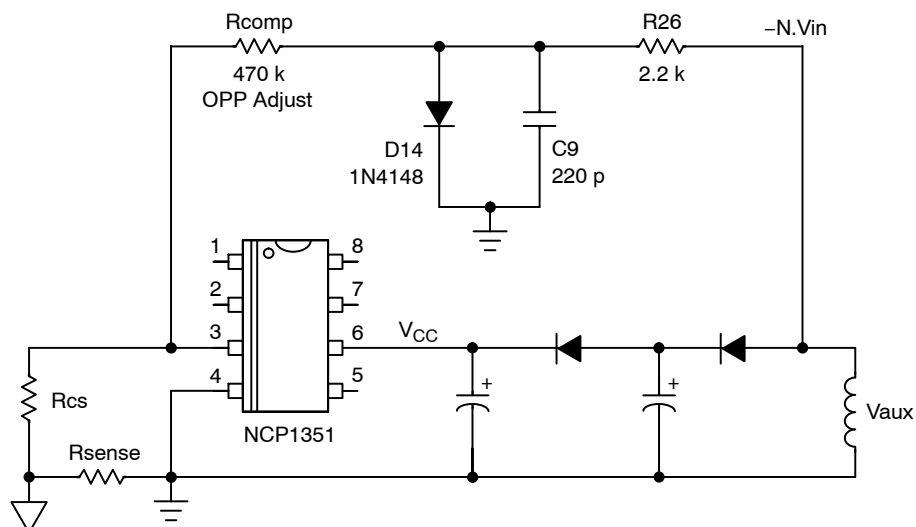 Rcomp
470 k
OPP Adjust
R26
2.2 k
−N.Vin
D14
1N4148
C9
220 p
1
2
3
4
8
7
6
5
VCC
NCP1351
Rcs
Rsense
+
+
Vaux